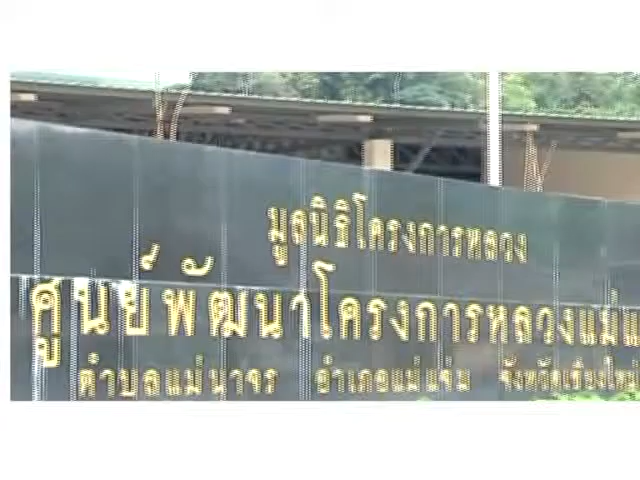 มูลนิธิโครงการหลวง
ศูนย์พัฒนาโครงการหลวงแม่แ
ตำบลแม่นาจร อำเภอแม่แจ่ม จังหวัดเชียงใหม่